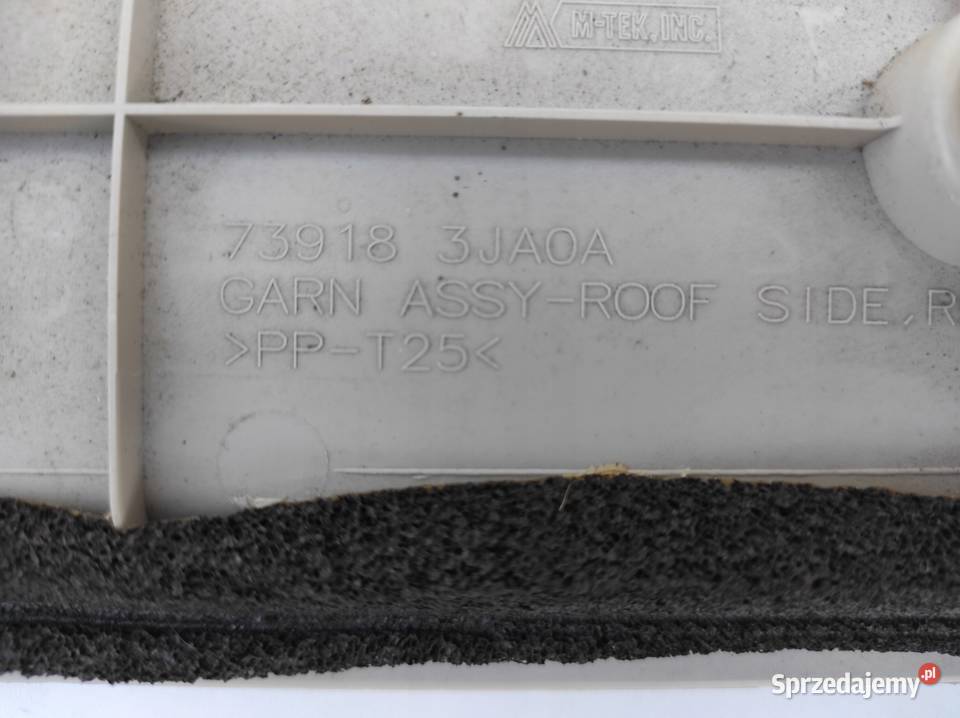 M-TEK, INC.
73918 3JA0A
GARN ASSY-ROOF SIDE, R
>PP-T25<
Sprzedajemy.pl